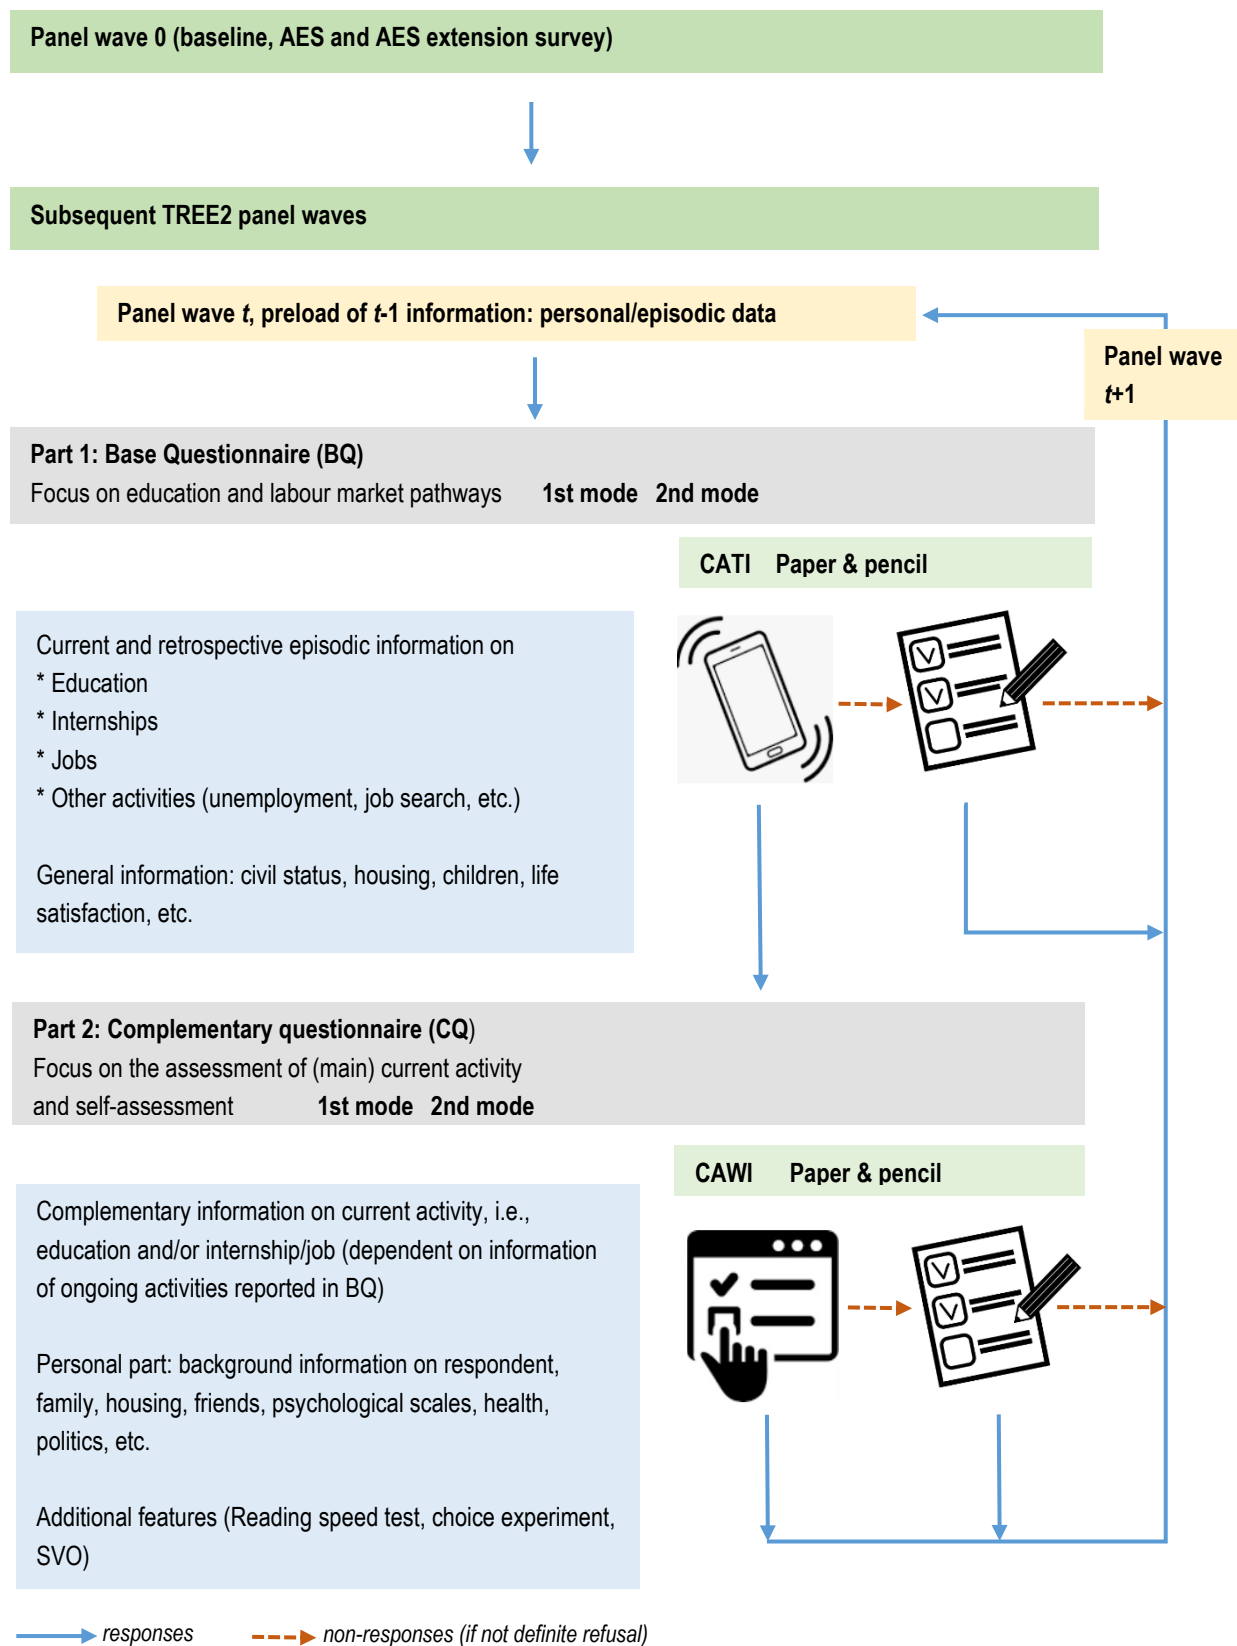 Panel wave 0 (baseline, AES and AES extension survey)
Subsequent TREE2 panel waves
Panel wave t, preload of t-1 information: personal/episodic data
Panel wave
t+1
Part 1: Base Questionnaire (BQ)
Focus on education and labour market pathways 1st mode 2nd mode
CATI Paper & pencil
Current and retrospective episodic information on
* Education
* Internships
* Jobs
* Other activities (unemployment, job search, etc.)
General information: civil status, housing, children, life
satisfaction, etc.
Part 2: Complementary questionnaire (CQ)
Focus on the assessment of (main) current activity
and self-assessment 1st mode 2nd mode
CAWI Paper & pencil
Complementary information on current activity, i.e.,
education and/or internship/job (dependent on information
of ongoing activities reported in BQ)
Personal part: background information on respondent,
family, housing, friends, psychological scales, health,
politics, etc.
Additional features (Reading speed test, choice experiment,
SVO)
responses non-responses (if not definite refusal)